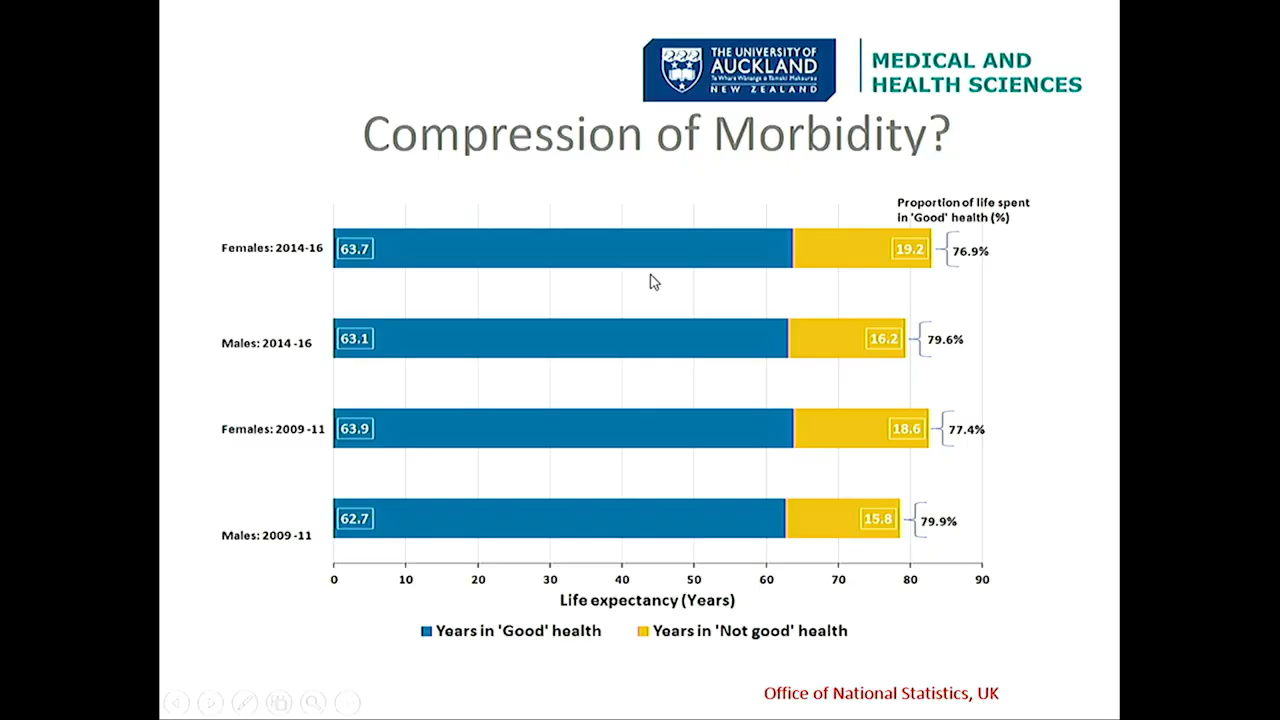 THE UNIVERSITY OF
AUCKLAND
NEW ZEALAND
MEDICAL AND
HEALTH SCIENCES
Compression of Morbidity?
Proportion of life spent
in 'Good' health (%)
Females: 2014-16
63.7
19.2
76.9%
Males: 2014 -16
63.1
16.2
79.6%
Females: 2009 -11
63.9
18.6
77.4%
Males: 2009 -11
62.7
15.8
79.9%
0 10 20 30 40 50 60 70 80 90
Life expectancy (Years)
Years in 'Good' health Years in 'Not good' health
Office of National Statistics, UK